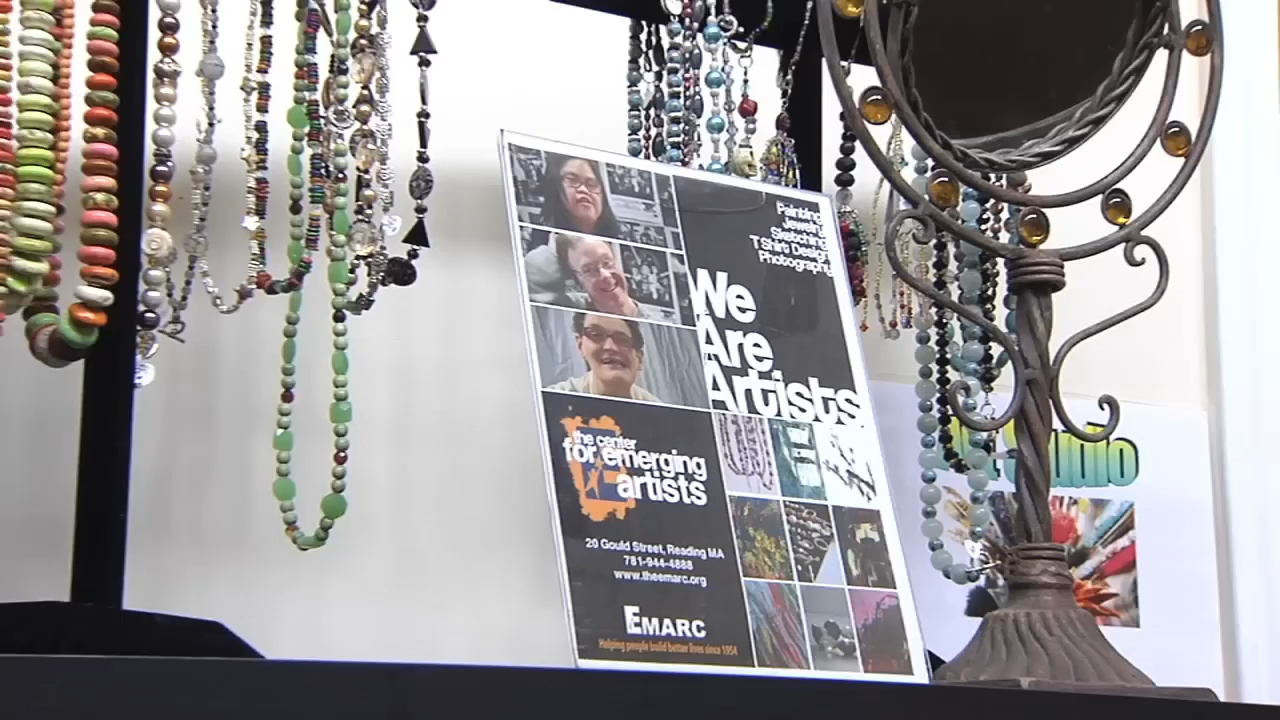 Painting
Jewelry
Sketching
T Shirt Design
Photography
We
Are
Artists
the center
for emerging
artists
20 Gould Street, Reading MA
781-944-4888
www.theemarc.org
EMARC
Helping people build better lives since 1954
Studio